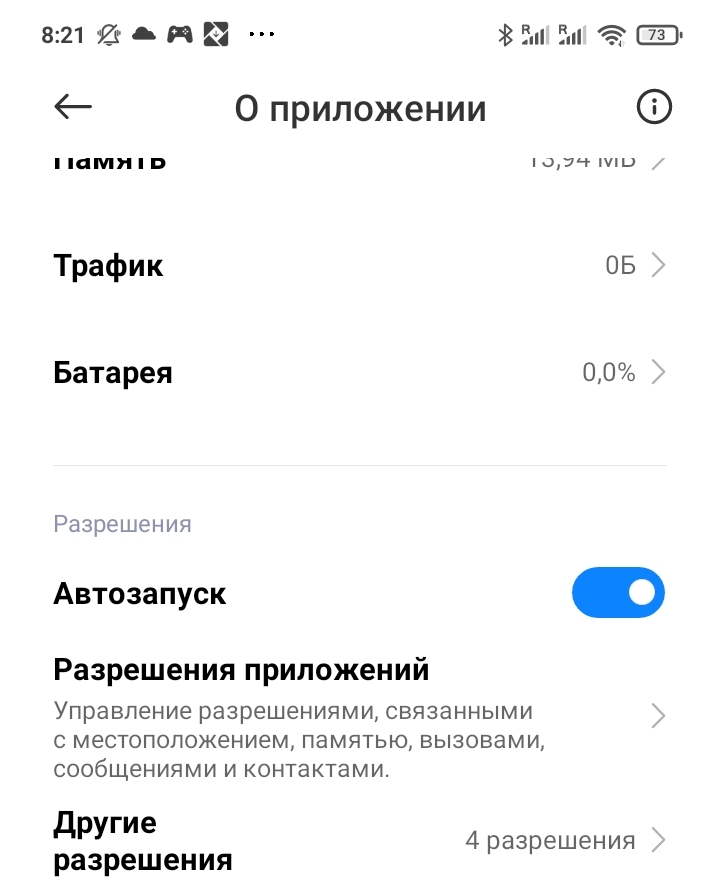 8:21 ... R R 73
О приложении
Память 13,94 МБ
Трафик 0Б
Батарея 0,0%
Разрешения
Автозапуск
Разрешения приложений
Управление разрешениями, связанными
с местоположением, памятью, вызовами,
сообщениями и контактами.
Другие
разрешения 4 разрешения